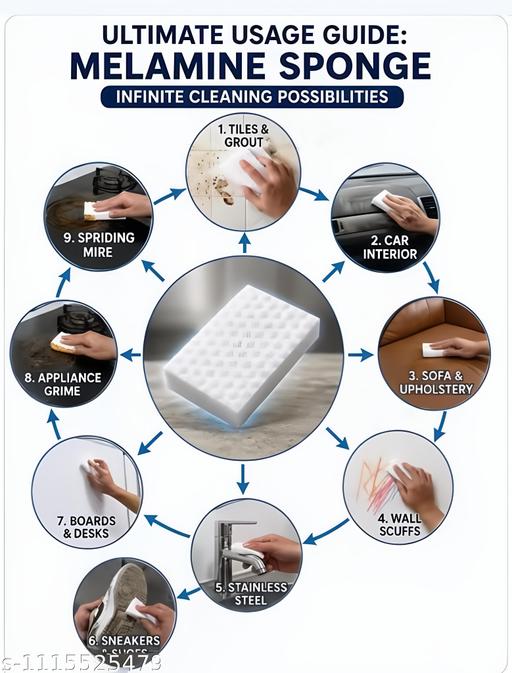 ULTIMATE USAGE GUIDE:
MELAMINE SPONGE
INFINITE CLEANING POSSIBILITIES
1. TILES &
GROUT
2. CAR
INTERIOR
3. SOFA &
UPHOLSTERY
4. WALL
SCUFFS
5. STAINLESS
STEEL
6. SNEAKERS
7. BOARDS
& DESKS
8. APPLIANCE
GRIME
9. SPRIDING
MIRE
s-1115525473